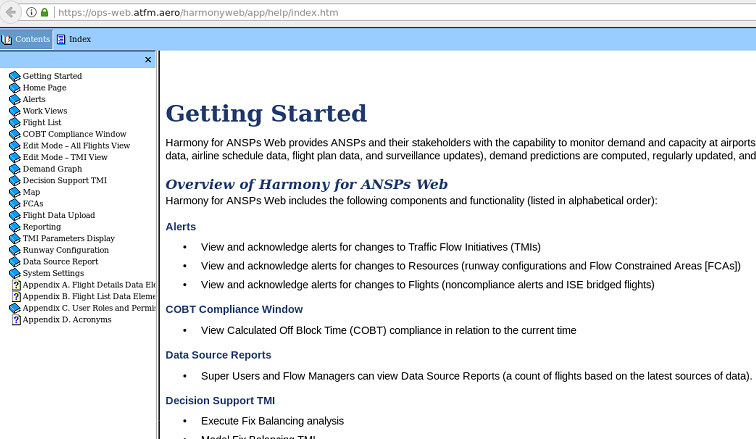 https://ops-web.atfm.aero/harmonyweb/app/help/index.htm
Contents
Index
×
Getting Started
Home Page
Alerts
Work Views
Flight List
COBT Compliance Window
Edit Mode – All Flights View
Edit Mode – TMI View
Demand Graph
Decision Support TMI
Map
FCAs
Flight Data Upload
Reporting
TMI Parameters Display
Runway Configuration
Data Source Report
System Settings
Appendix A. Flight Details Data Ele
Appendix B. Flight List Data Eleme
Appendix C. User Roles and Permis
Appendix D. Acronyms
Getting Started
Harmony for ANSPs Web provides ANSPs and their stakeholders with the capability to monitor demand and capacity at airports
data, airline schedule data, flight plan data, and surveillance updates), demand predictions are computed, regularly updated, and
Overview of Harmony for ANSPs Web
Harmony for ANSPs Web includes the following components and functionality (listed in alphabetical order):
Alerts
• View and acknowledge alerts for changes to Traffic Flow Initiatives (TMIs)
• View and acknowledge alerts for changes to Resources (runway configurations and Flow Constrained Areas [FCAs])
• View and acknowledge alerts for changes to Flights (noncompliance alerts and ISE bridged flights)
COBT Compliance Window
• View Calculated Off Block Time (COBT) compliance in relation to the current time
Data Source Reports
• Super Users and Flow Managers can view Data Source Reports (a count of flights based on the latest sources of data).
Decision Support TMI
• Execute Fix Balancing analysis
• Model Fix Balancing TMI